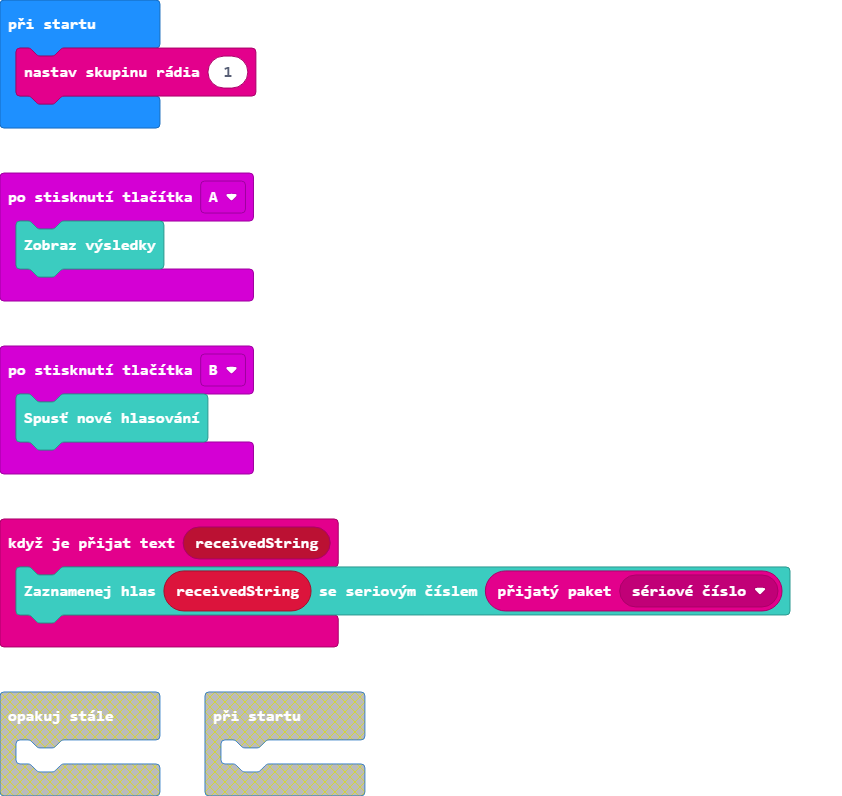 při startu
nastav skupinu rádia 1
po stisknutí tlačítka A
Zobraz výsledky
po stisknutí tlačítka B
Spusť nové hlasování
když je přijat text receivedString
Zaznamenej hlas receivedString se seriovým číslem přijatý paket sériové číslo
opakuj stále
při startu